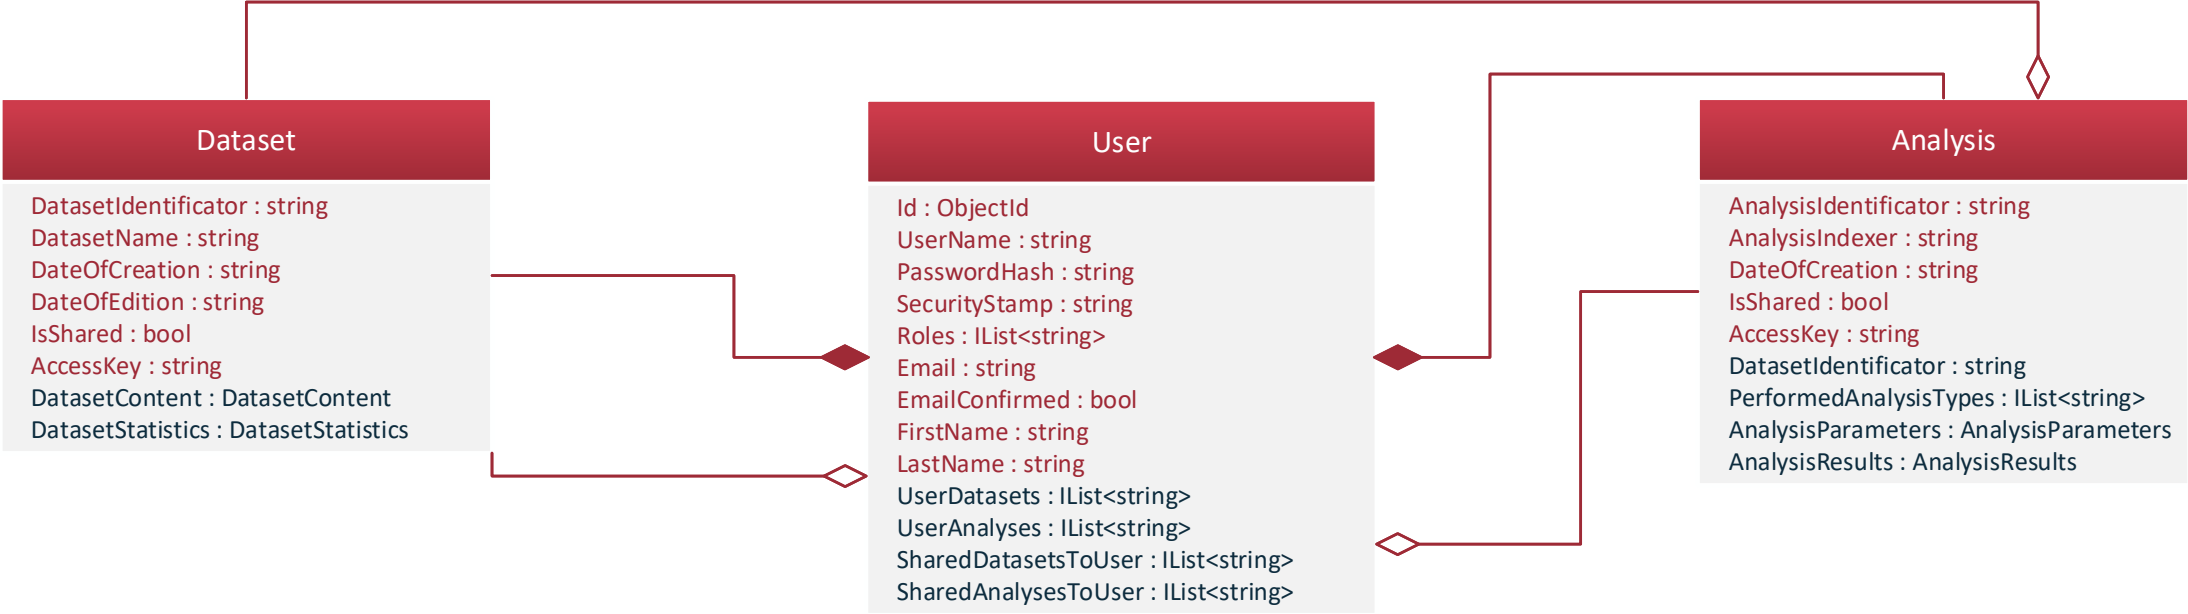 Dataset
DatasetIdentificator : string
DatasetName : string
DateOfCreation : string
DateOfEdition : string
IsShared : bool
AccessKey : string
DatasetContent : DatasetContent
DatasetStatistics : DatasetStatistics
User
Id : ObjectId
UserName : string
PasswordHash : string
SecurityStamp : string
Roles : IList<string>
Email : string
EmailConfirmed : bool
FirstName : string
LastName : string
UserDatasets : IList<string>
UserAnalyses : IList<string>
SharedDatasetsToUser : IList<string>
SharedAnalysesToUser : IList<string>
Analysis
AnalysisIdentificator : string
AnalysisIndexer : string
DateOfCreation : string
IsShared : bool
AccessKey : string
DatasetIdentificator : string
PerformedAnalysisTypes : IList<string>
AnalysisParameters : AnalysisParameters
AnalysisResults : AnalysisResults